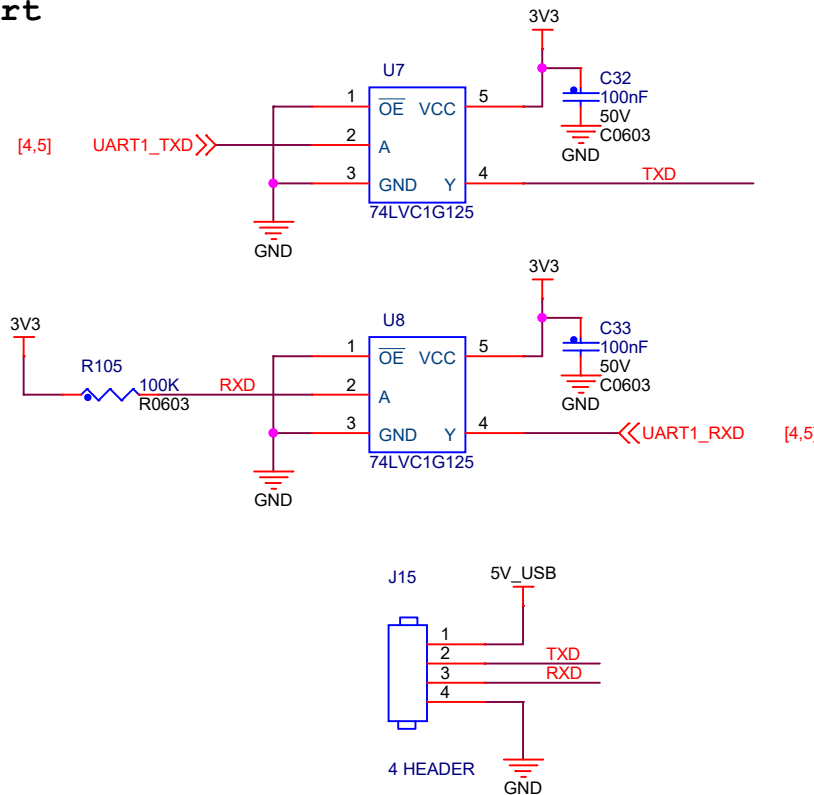 rt
3V3
U7
C32
1 OE VCC 5
100nF
50V
C0603
[4,5] UART1_TXD 2 A
GND
3 GND Y 4 TXD
74LVC1G125
GND
3V3
3V3
U8
C33
1 OE VCC 5
100nF
50V
R105
100K RXD 2 A
C0603
R0603
GND
3 GND Y 4 UART1_RXD [4,5]
74LVC1G125
GND
J15 5V_USB
1
2 TXD
3 RXD
4
4 HEADER
GND